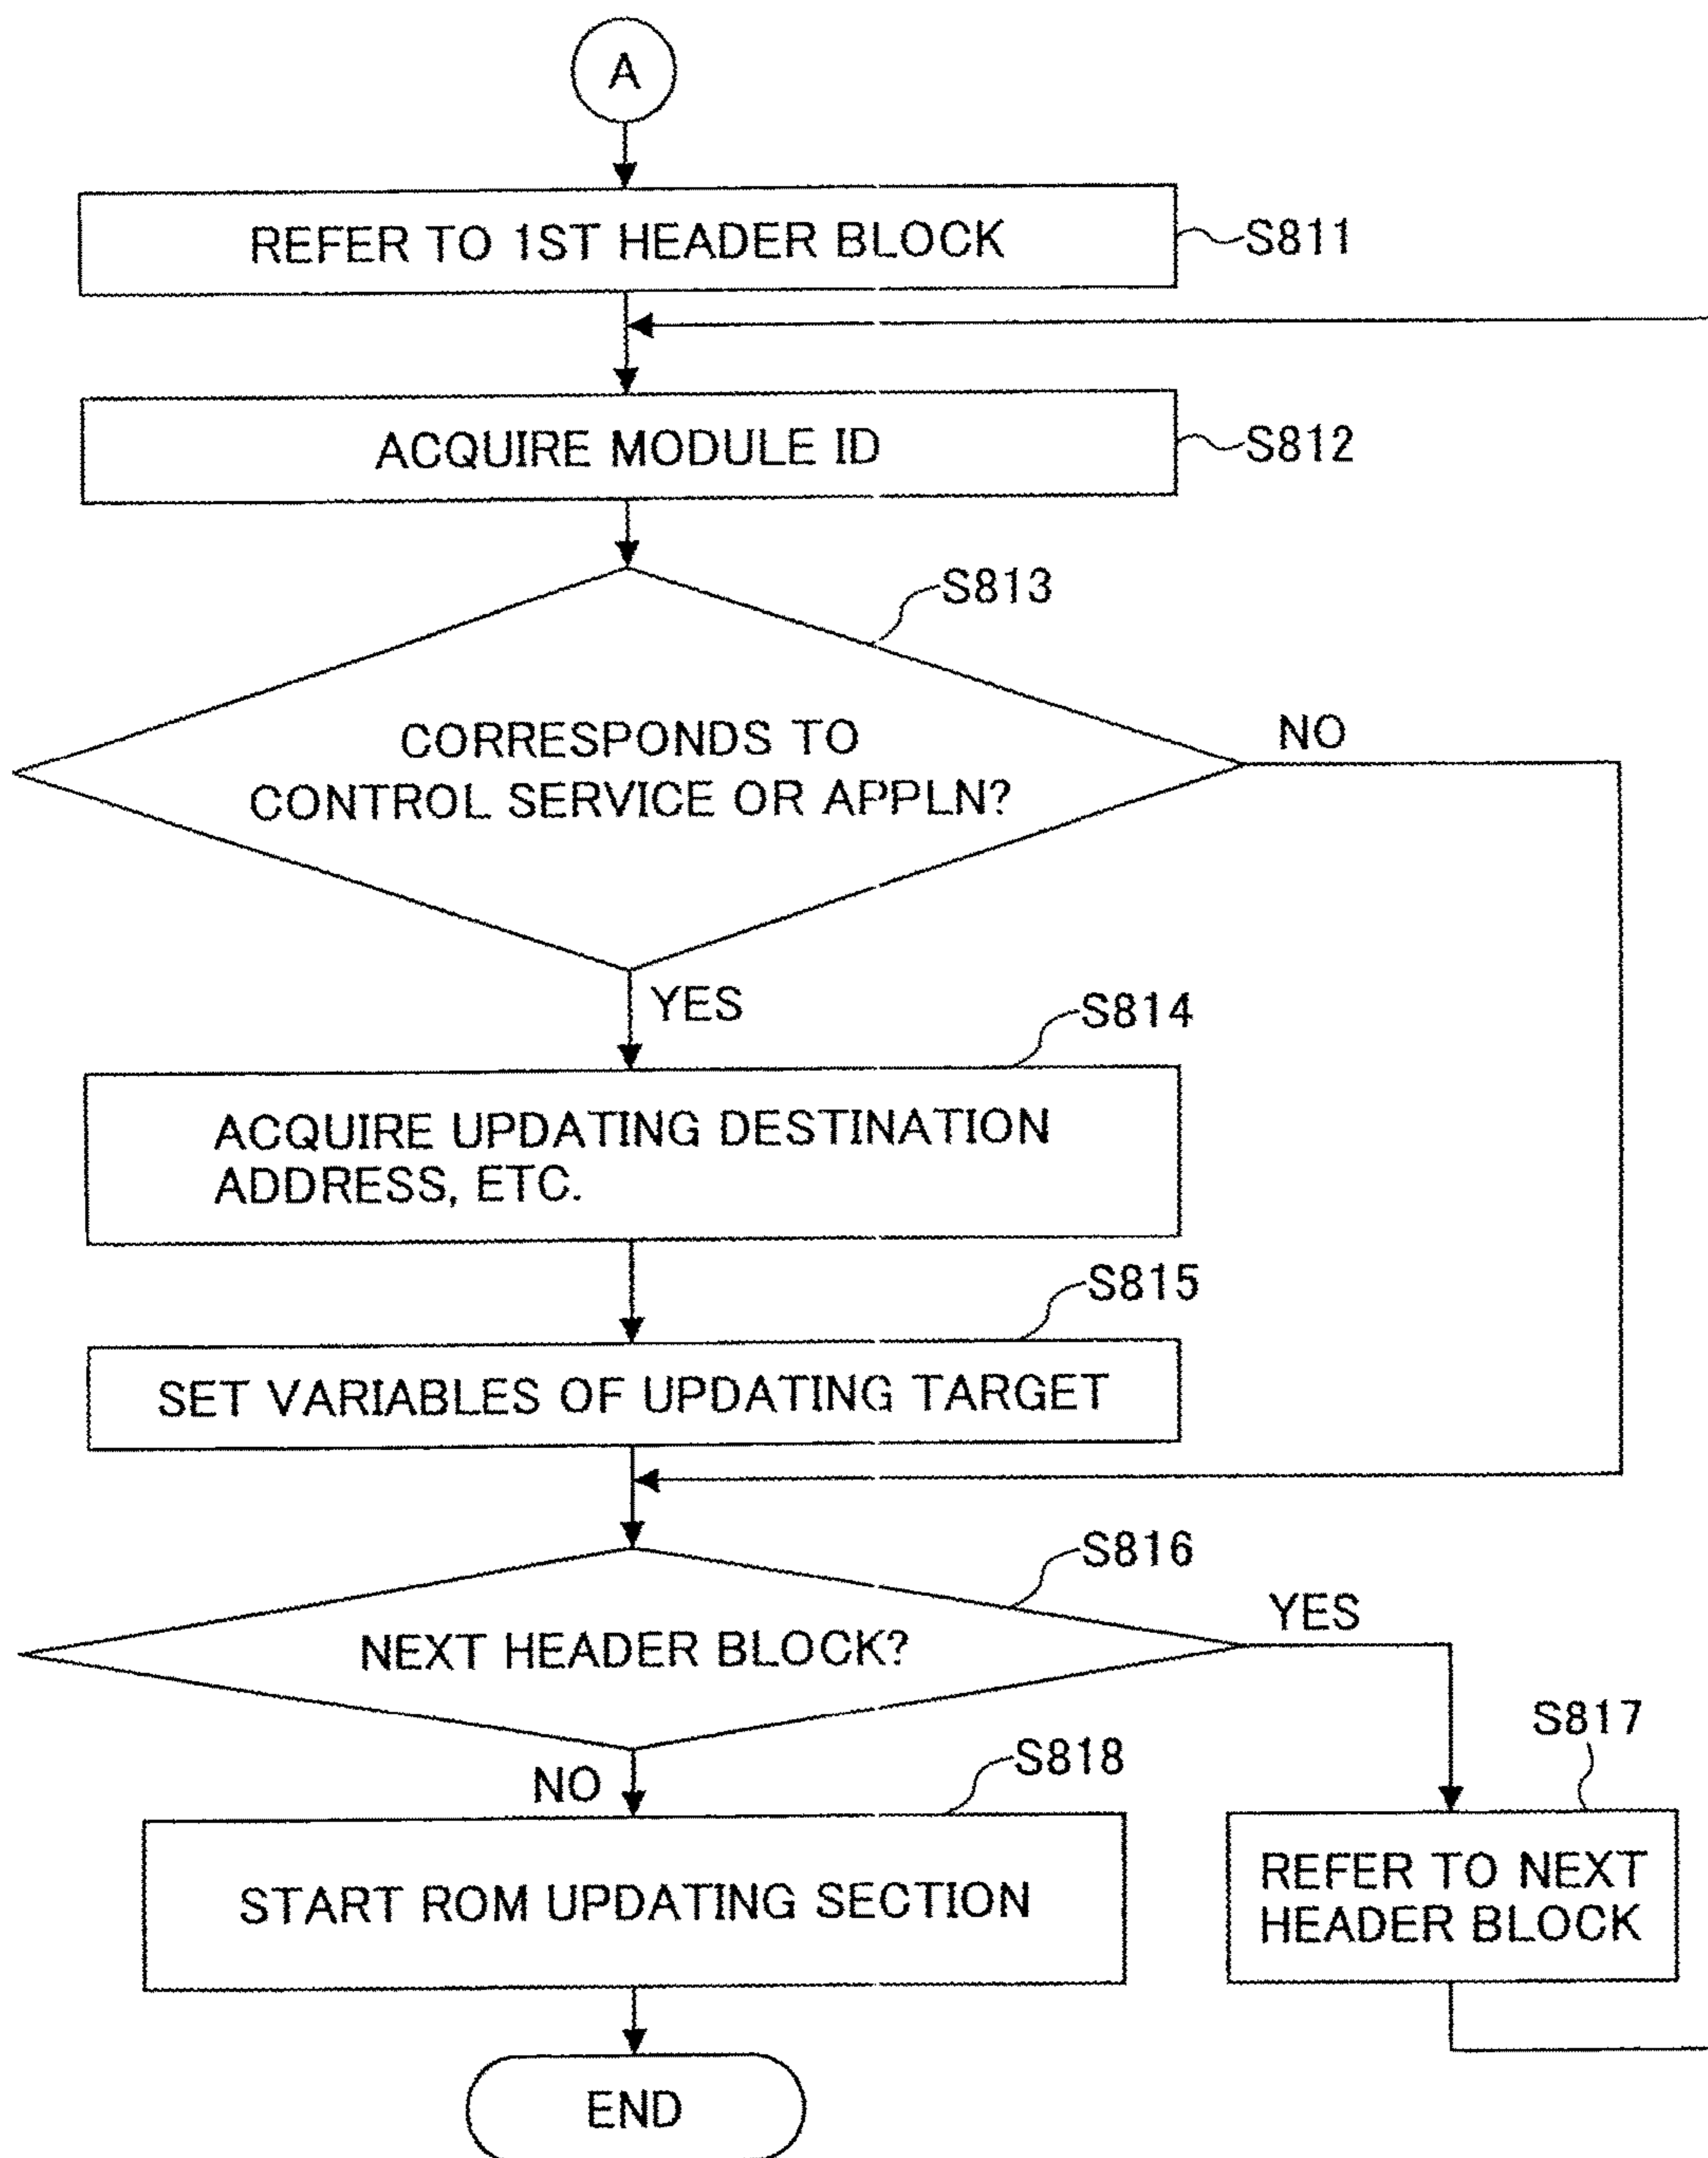 A
REFER TO 1ST HEADER BLOCK
S811
ACQUIRE MODULE ID
S812
S813
CORRESPONDS TO
CONTROL SERVICE OR APPLN?
NO
YES
S814
ACQUIRE UPDATING DESTINATION
ADDRESS, ETC.
S815
SET VARIABLES OF UPDATING TARGET
S816
NEXT HEADER BLOCK?
YES
S817
NO
S818
START ROM UPDATING SECTION
REFER TO NEXT
HEADER BLOCK
END